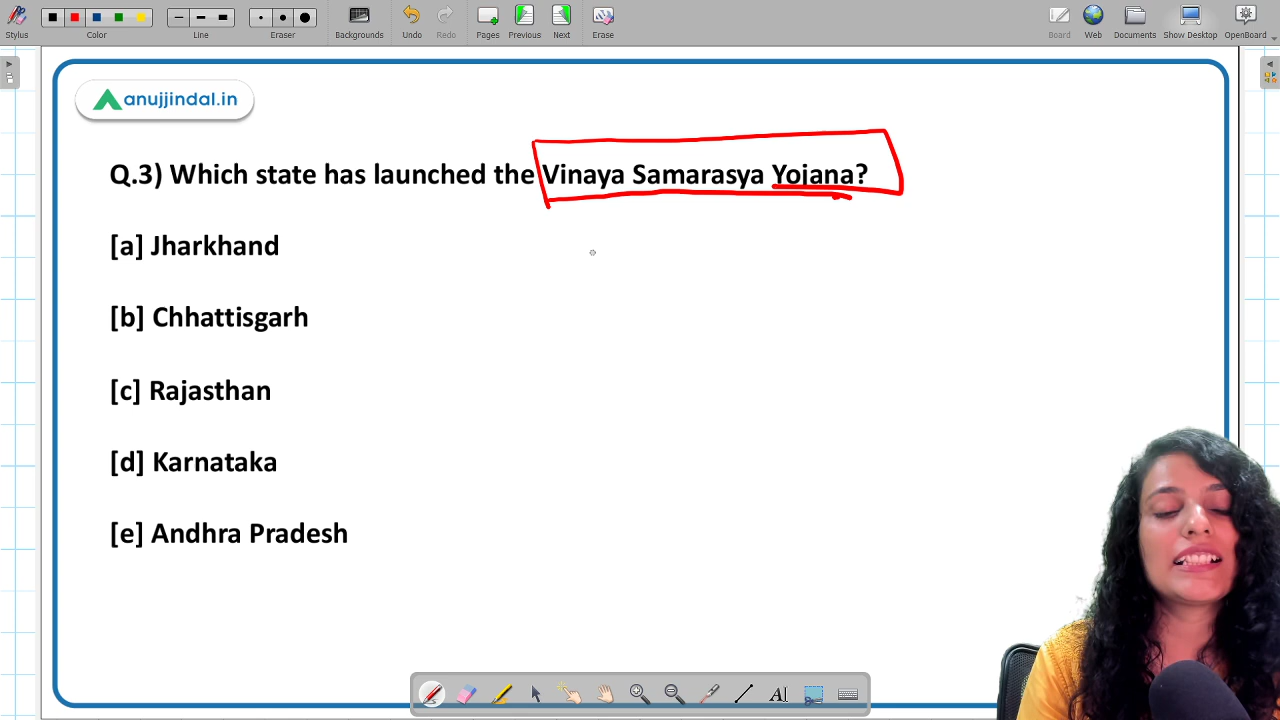 Stylus
Color
Line
Eraser
Backgrounds
Undo
Redo
Pages
Previous
Next
Erase
Board
Web
Documents
Show Desktop
OpenBoard
anujjindal.in
Q.3) Which state has launched the Vinaya Samarasya Yojana?
[a] Jharkhand
[b] Chhattisgarh
[c] Rajasthan
[d] Karnataka
[e] Andhra Pradesh
AI